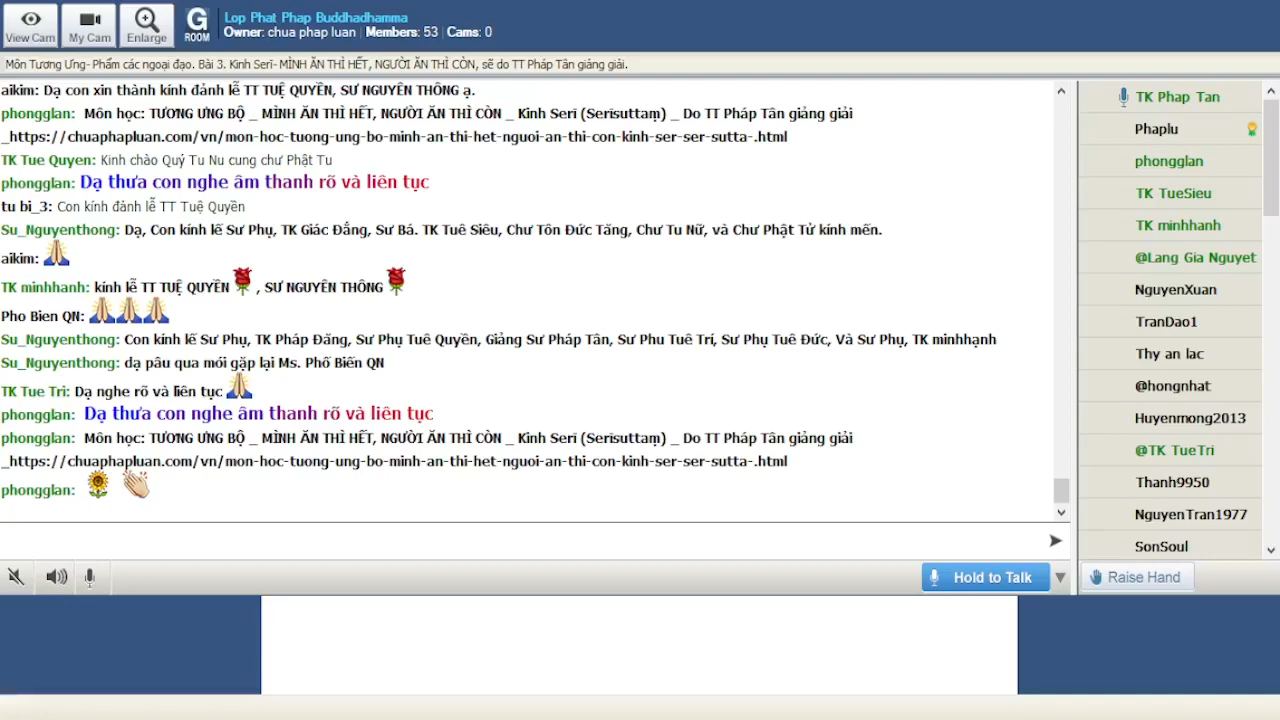 View Cam
My Cam
Enlarge
G
ROOM
Lop Phat Phap Buddhadhamma
Owner: chua phap luan | Members: 53 | Cams: 0
Môn Tương Ưng- Phẩm các ngoại đạo. Bài 3. Kinh Serī- MÌNH ĂN THÌ HẾT, NGƯỜI ĂN THÌ CÒN, sẽ do TT Pháp Tân giảng giải.
aikim: Dạ con xin thành kính đảnh lễ TT TUỆ QUYỀN, SƯ NGUYÊN THÔNG ạ.
phongglan: Môn học: TƯƠNG ƯNG BỘ _ MÌNH ĂN THÌ HẾT, NGƯỜI ĂN THÌ CÒN _ Kinh Serī (Serīsuttaṃ) _ Do TT Pháp Tân giảng giải
_https://chuaphapluan.com/vn/mon-hoc-tuong-ung-bo-minh-an-thi-het-nguoi-an-thi-con-kinh-ser-ser-sutta-.html
TK Tue Quyen: Kinh chào Quý Tu Nu cung chư Phật Tu
phongglan: Dạ thưa con nghe âm thanh rõ và liên tục
tu bi_3: Con kính đảnh lễ TT Tuệ Quyền
Su_Nguyenthong: Dạ, Con kính lễ Sư Phụ, TK Giác Đẳng, Sư Bá. TK Tuê Siêu, Chư Tôn Đức Tăng, Chư Tu Nữ, và Chư Phật Tử kính mến.
aikim:
TK minhhanh: kính lễ TT TUỆ QUYỀN , SƯ NGUYÊN THÔNG
Pho Bien QN:
Su_Nguyenthong: Con kính lễ Sư Phụ, TK Pháp Đăng, Sư Phụ Tuê Quyền, Giảng Sư Pháp Tân, Sư Phu Tuê Trí, Sư Phụ Tuê Đức, Và Sư Phụ, TK minhhạnh
Su_Nguyenthong: dạ pâu qua mói gặp lại Ms. Phố Biến QN
TK Tue Tri: Dạ nghe rõ và liên tục
phongglan: Dạ thưa con nghe âm thanh rõ và liên tục
phongglan: Môn học: TƯƠNG ƯNG BỘ _ MÌNH ĂN THÌ HẾT, NGƯỜI ĂN THÌ CÒN _ Kinh Serī (Serīsuttaṃ) _ Do TT Pháp Tân giảng giải
_https://chuaphapluan.com/vn/mon-hoc-tuong-ung-bo-minh-an-thi-het-nguoi-an-thi-con-kinh-ser-ser-sutta-.html
phongglan:
Hold to Talk
TK Phap Tan
Phaplu
phongglan
TK TueSieu
TK minhhanh
@Lang Gia Nguyet
NguyenXuan
TranDao1
Thy an lac
@hongnhat
Huyenmong2013
@TK TueTri
Thanh9950
NguyenTran1977
SonSoul
Raise Hand